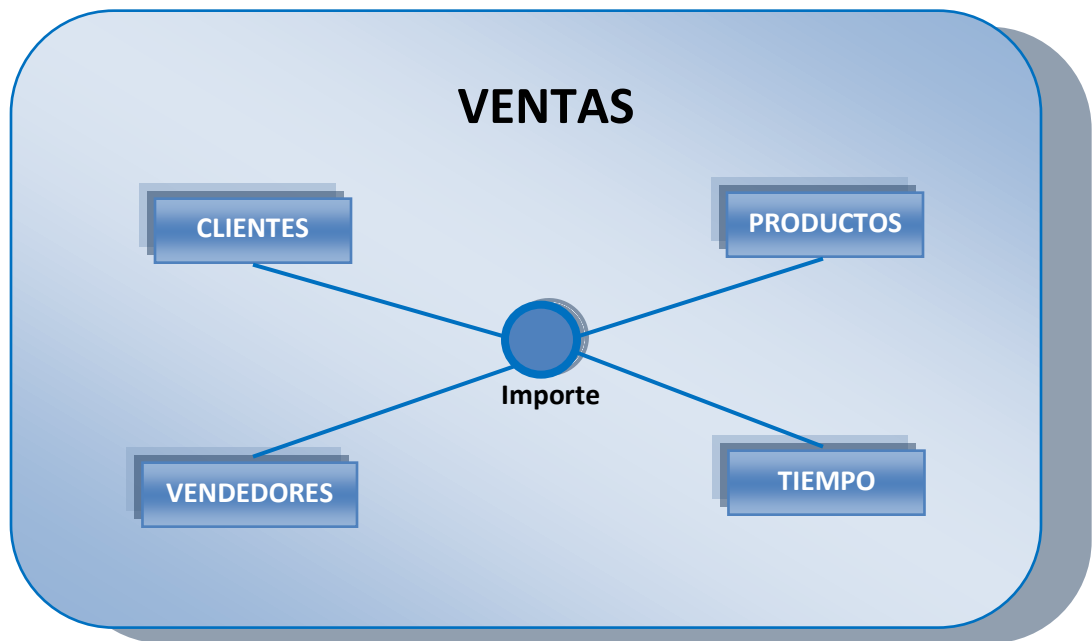 VENTAS
CLIENTES
PRODUCTOS
Importe
VENDEDORES
TIEMPO